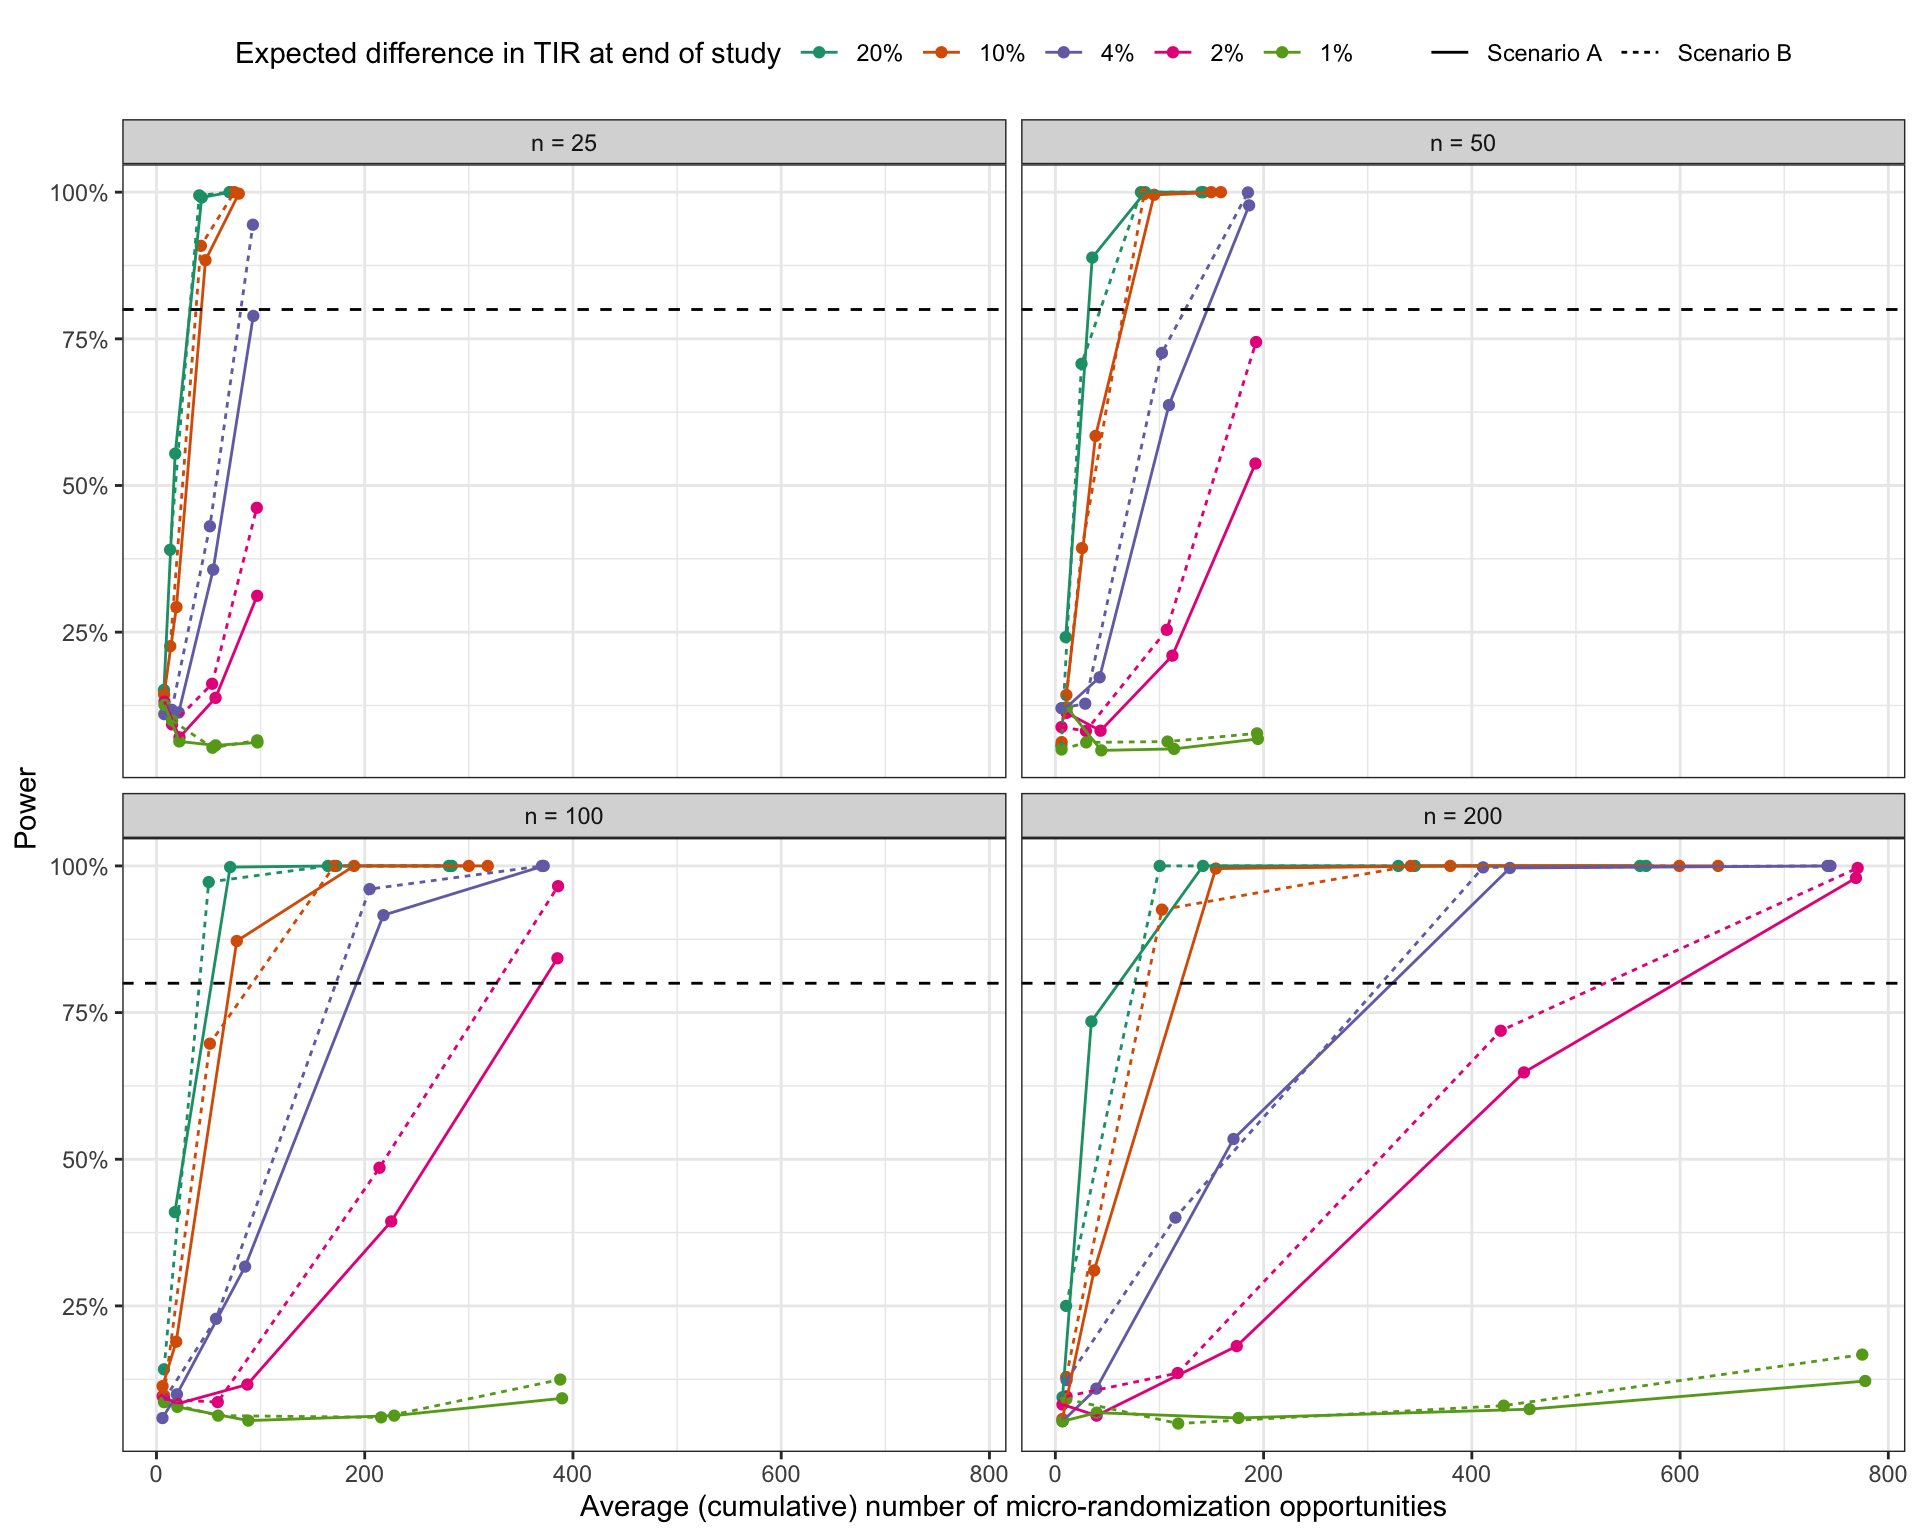 Expected difference in TIR at end of study 20% 10% 4% 2% 1% Scenario A Scenario B
n = 25
n = 50
100%
75%
50%
25%
Power
n = 100
n = 200
100%
75%
50%
25%
0 200 400 600 800
0 200 400 600 800
Average (cumulative) number of micro-randomization opportunities